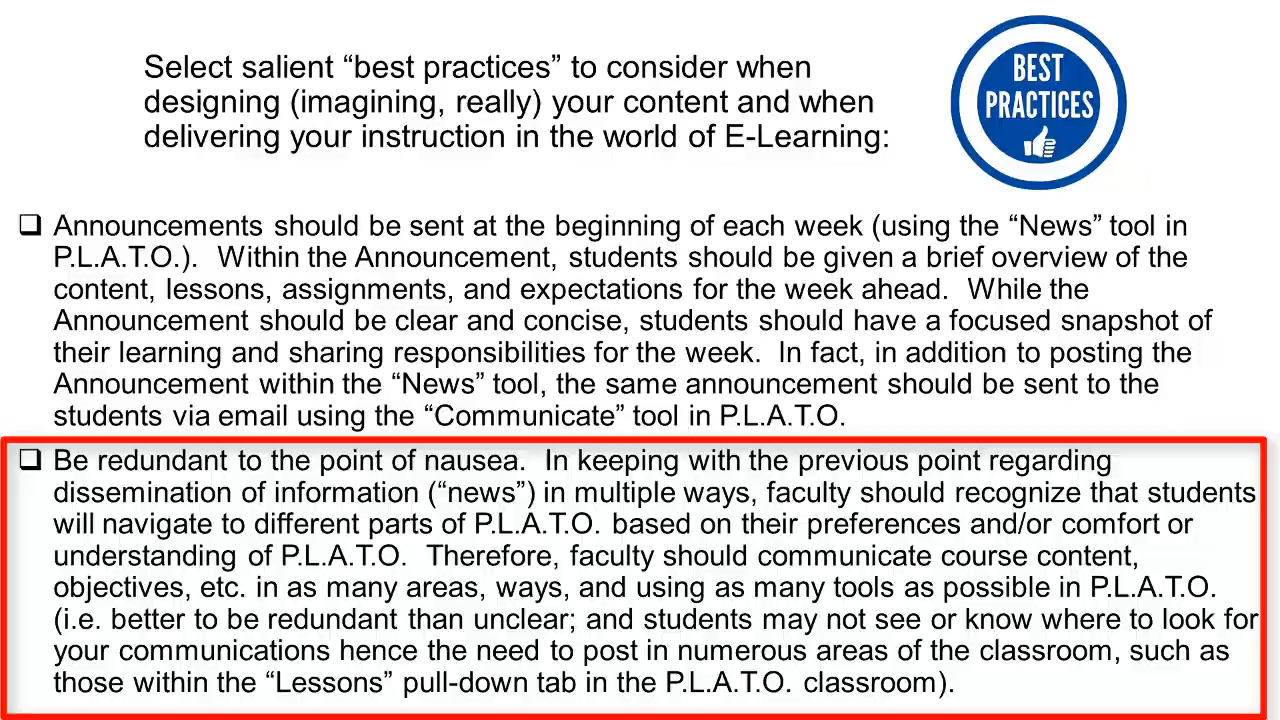 Select salient “best practices” to consider when
designing (imagining, really) your content and when
delivering your instruction in the world of E-Learning:
BEST
PRACTICES
Announcements should be sent at the beginning of each week (using the “News” tool in
P.L.A.T.O.).  Within the Announcement, students should be given a brief overview of the
content, lessons, assignments, and expectations for the week ahead.  While the
Announcement should be clear and concise, students should have a focused snapshot of
their learning and sharing responsibilities for the week.  In fact, in addition to posting the
Announcement within the “News” tool, the same announcement should be sent to the
students via email using the “Communicate” tool in P.L.A.T.O.
Be redundant to the point of nausea.  In keeping with the previous point regarding
dissemination of information (“news”) in multiple ways, faculty should recognize that students
will navigate to different parts of P.L.A.T.O. based on their preferences and/or comfort or
understanding of P.L.A.T.O.  Therefore, faculty should communicate course content,
objectives, etc. in as many areas, ways, and using as many tools as possible in P.L.A.T.O.
(i.e. better to be redundant than unclear; and students may not see or know where to look for
your communications hence the need to post in numerous areas of the classroom, such as
those within the “Lessons” pull-down tab in the P.L.A.T.O. classroom).